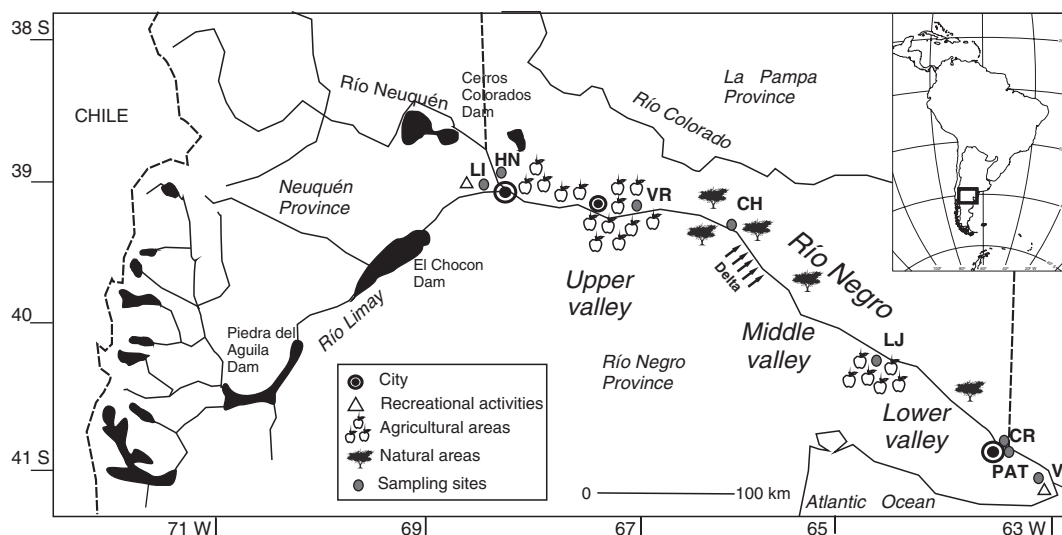 38 S
39
40
41 S
71 W
69
67
65
63 W
CHILE
Río Neuquén
Cerros
Colorados
Dam
La Pampa
Province
Río Colorado
Neuquén
Province
LI
HN
VR
CH
El Chocon
Dam
Río Limay
Piedra del
Aguila
Dam
Upper
valley
Delta
Río Negro
Middle
valley
Río Negro
Province
LJ
Lower
valley
CR
PAT
V
Atlantic Ocean
City
Recreational activities
Agricultural areas
Natural areas
Sampling sites
0 100 km